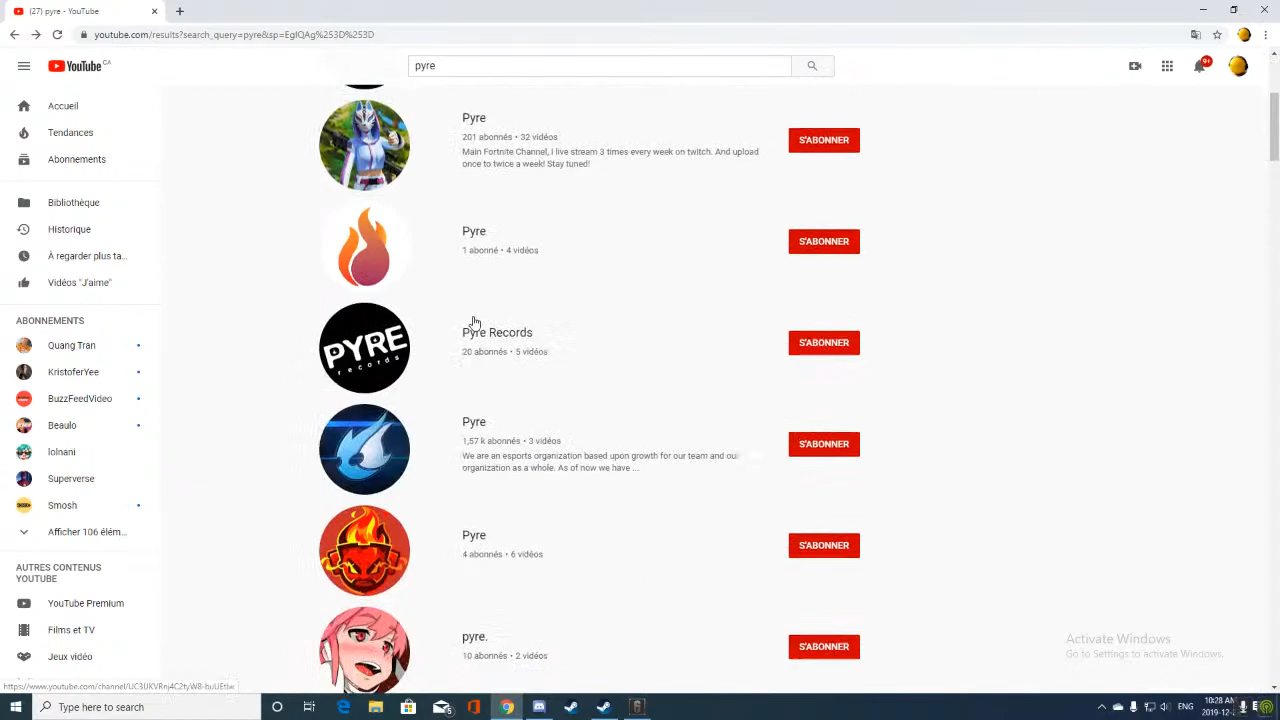 (27) pyre - YouTube
youtube.com/results?search_query=pyre&sp=EgIQAg%253D%253D
YouTube CA
pyre
9+
Accueil
Tendances
Abonnements
Bibliothèque
Historique
À regarder plus ta...
Vidéos "J'aime"
ABONNEMENTS
Quang Tran
KristoferYee
BuzzFeedVideo
Beaulo
lolnani
Superverse
Smosh
Afficher 106 élém...
AUTRES CONTENUS
YOUTUBE
YouTube Premium
Films et TV
Jeux vidéo
Pyre
201 abonnés • 32 vidéos
Main Fortnite Channel, I live stream 3 times every week on twitch. And upload
once to twice a week! Stay tuned!
S'ABONNER
Pyre
1 abonné • 4 vidéos
S'ABONNER
PYRE
records
Pyre Records
20 abonnés • 5 vidéos
S'ABONNER
Pyre
1,57 k abonnés • 3 vidéos
We are an esports organization based upon growth for our team and our
organization as a whole. As of now we have ...
S'ABONNER
Pyre
4 abonnés • 6 vidéos
S'ABONNER
pyre.
10 abonnés • 2 vidéos
S'ABONNER
Activate Windows
Go to Settings to activate Windows.
Type here to search
ENG
10:28 AM